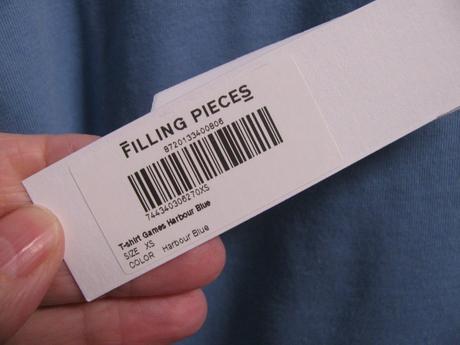 FILLING PIECES
8720133400806
744340306270XS
T-shirt Games Harbour Blue
SIZE XS
COLOR Harbour Blue